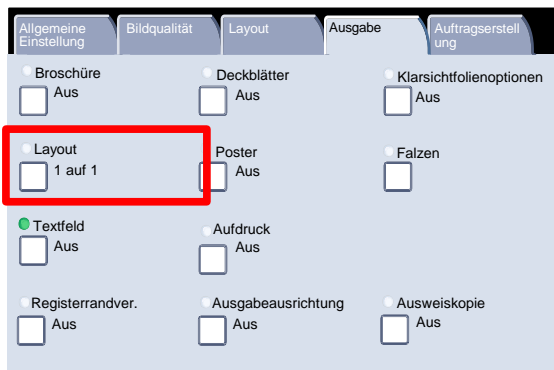 Allgemeine
Einstellung
Bildqualität
Layout
Ausgabe
Auftragserstell
ung
Broschüre
Aus
Deckblätter
Aus
Klarsichtfolienoptionen
Aus
Layout
1 auf 1
Poster
Aus
Falzen
Textfeld
Aus
Aufdruck
Aus
Registerrandver.
Aus
Ausgabeausrichtung
Aus
Ausweiskopie
Aus